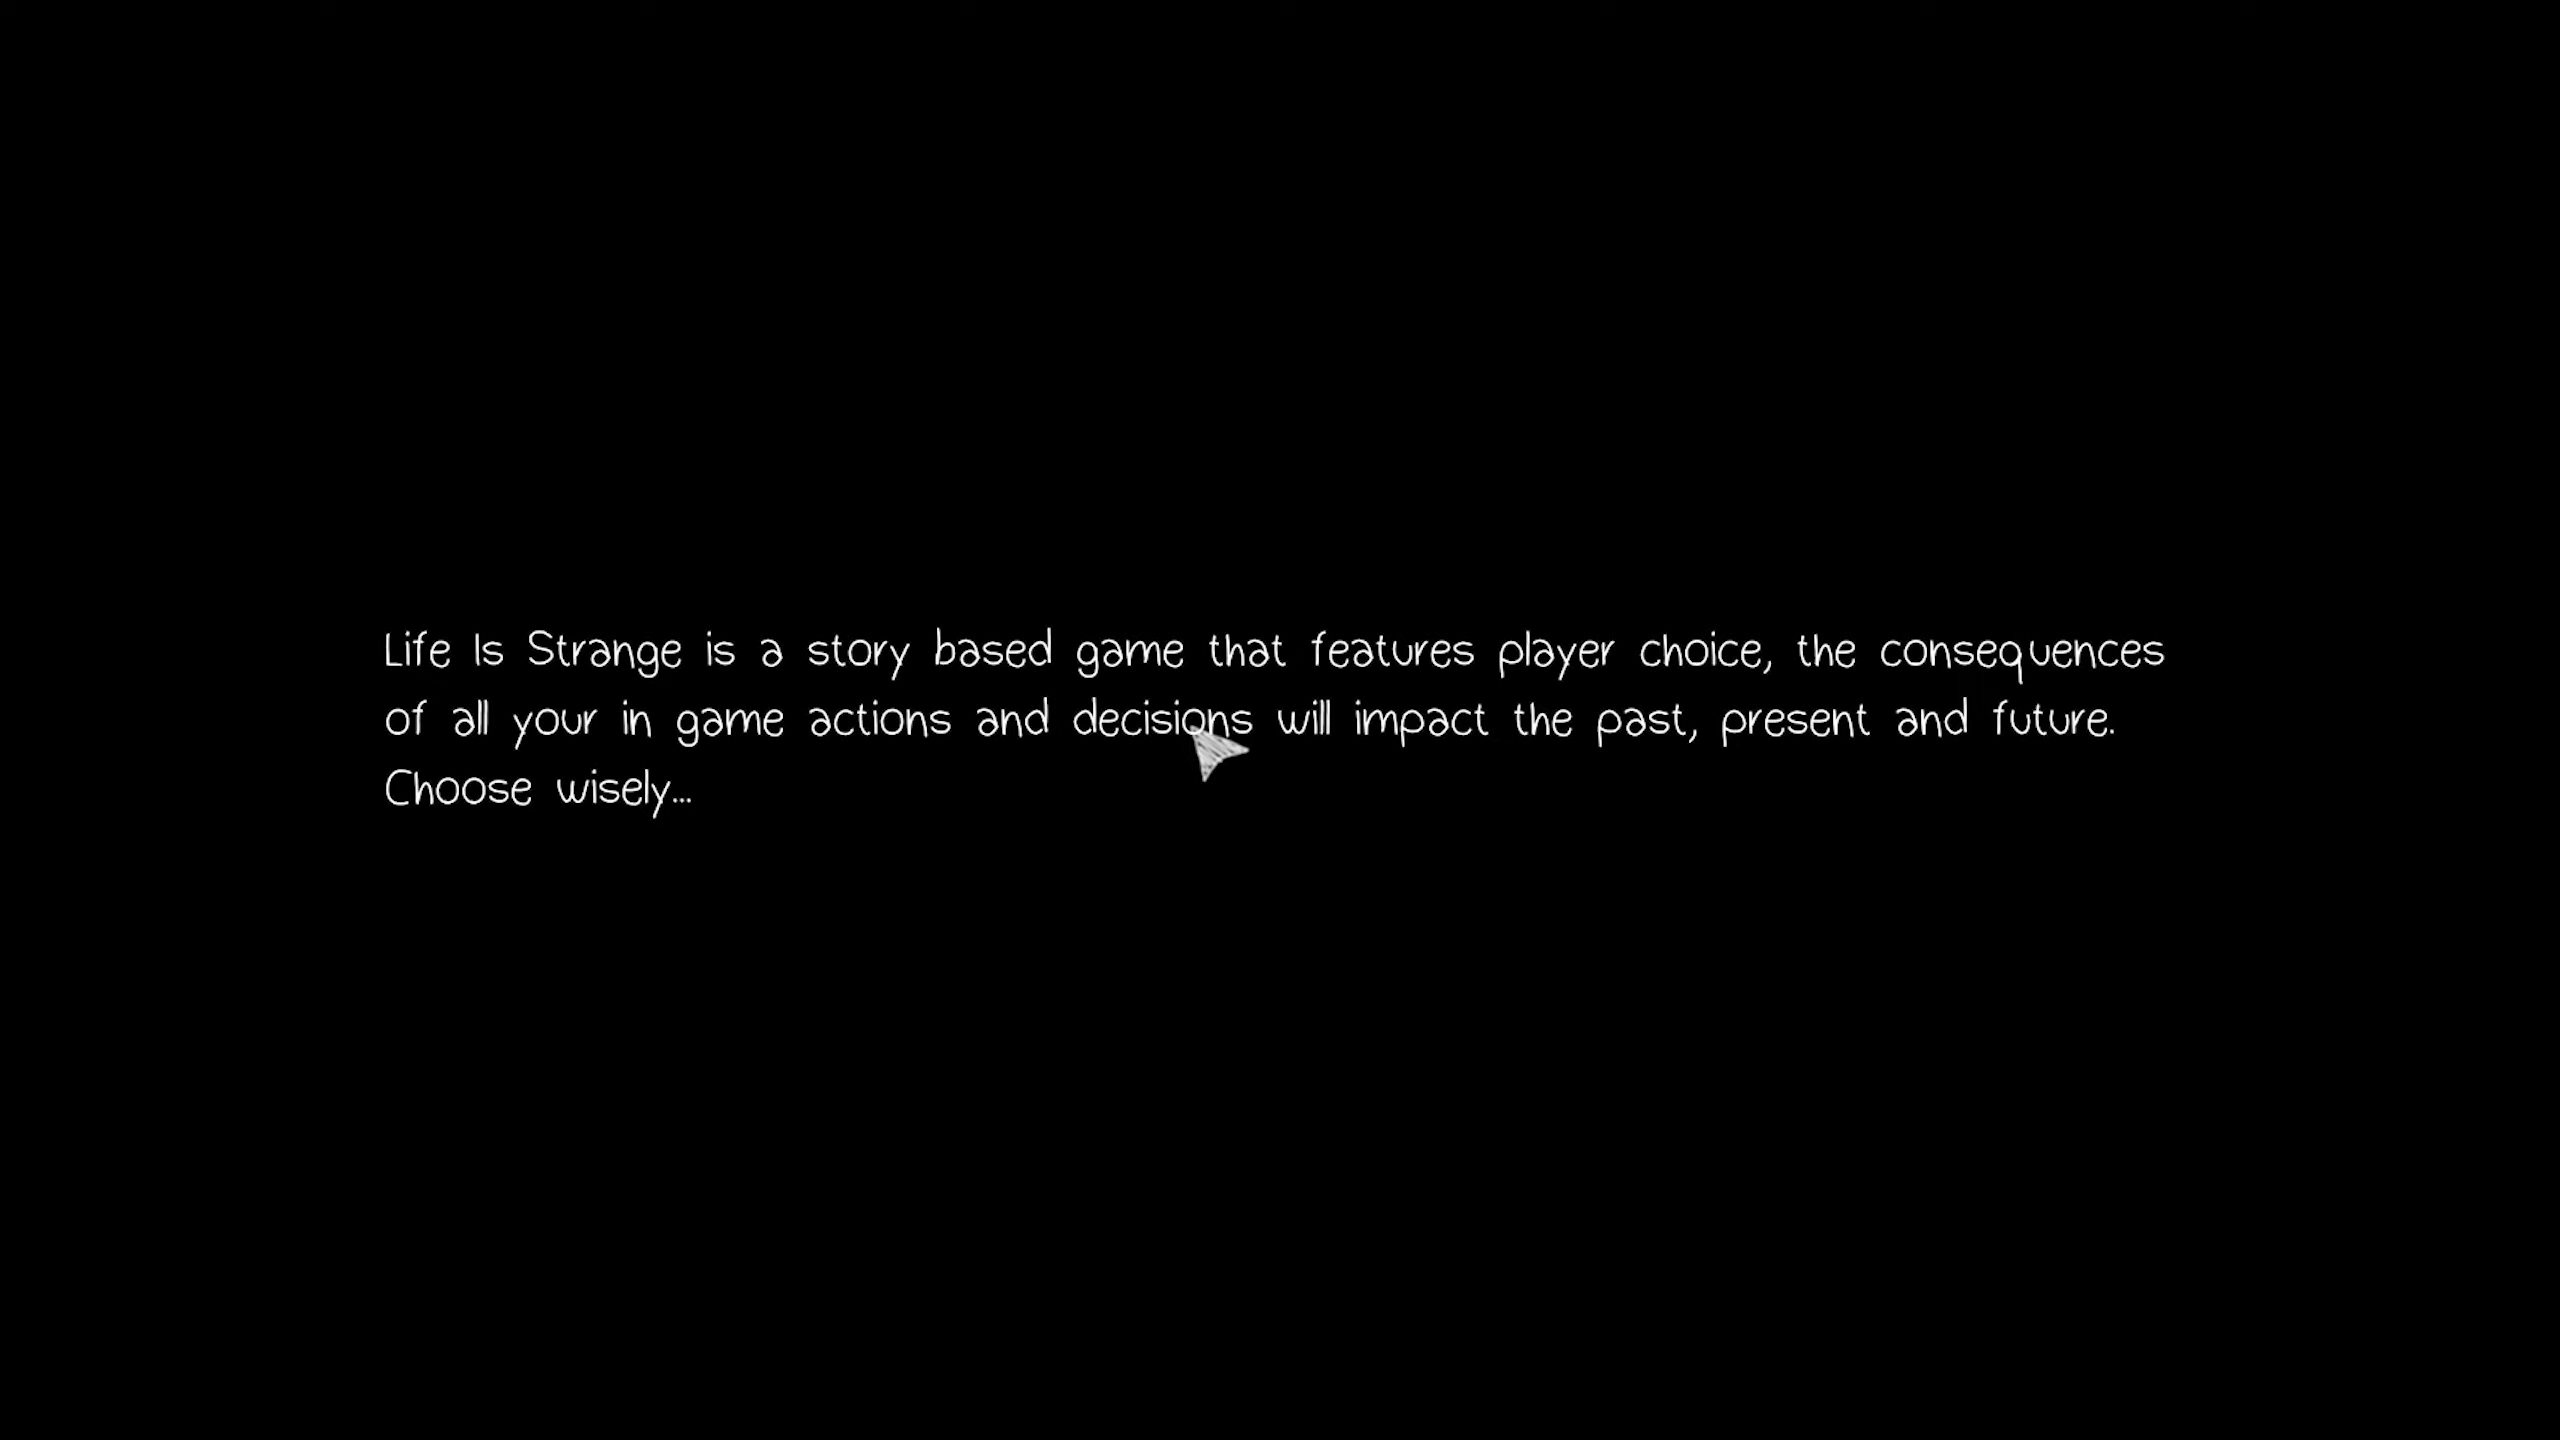 Life Is Strange is a story based game that features player choice, the consequences
of all your in game actions and decisions will impact the past, present and future.
Choose wisely...